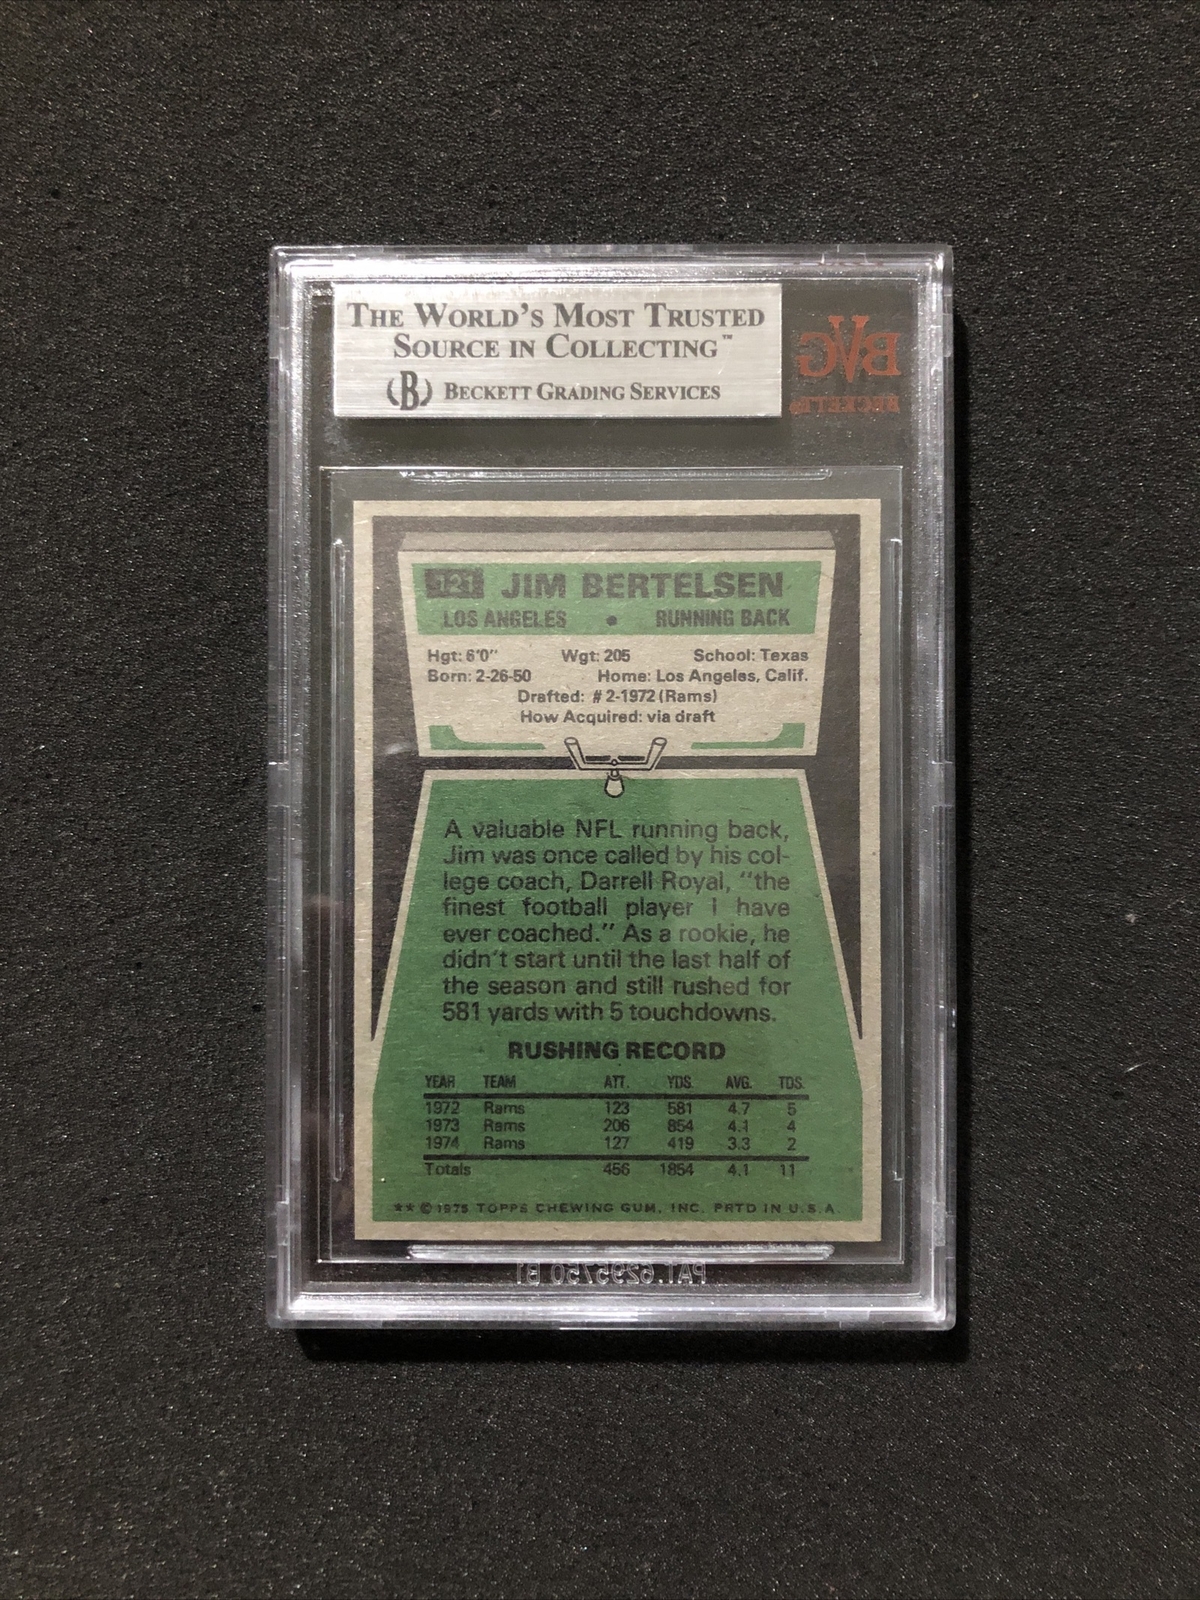 THE WORLD'S MOST TRUSTED
SOURCE IN COLLECTING™
(B) BECKETT GRADING SERVICES
BVG
BECKETT
121 JIM BERTELSEN
LOS ANGELES • RUNNING BACK
Hgt: 6'0" Wgt: 205 School: Texas
Born: 2-26-50 Home: Los Angeles, Calif.
Drafted: #2-1972 (Rams)
How Acquired: via draft
A valuable NFL running back,
Jim was once called by his col-
lege coach, Darrell Royal, "the
finest football player I have
ever coached." As a rookie, he
didn't start until the last half of
the season and still rushed for
581 yards with 5 touchdowns.
RUSHING RECORD
YEAR TEAM ATT. YDS. AVG. TDS.
1972 Rams 123 581 4.7 5
1973 Rams 206 854 4.1 4
1974 Rams 127 419 3.3 2
Totals 456 1854 4.1 11
** © 1975 TOPPS CHEWING GUM, INC. PRTD IN U.S.A.
PAT. 6295750 B1